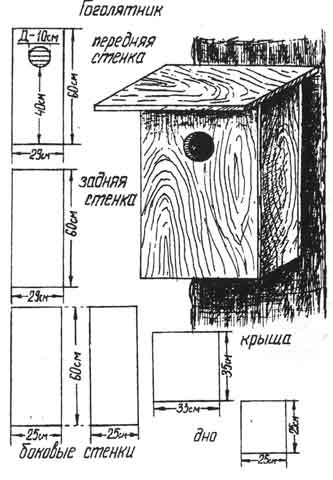 Гоголятник
Д-10см
передняя
стенка
40см
60см
29см
задняя
стенка
60см
29см
60см
25см
25см
боковые стенки
крыша
35см
33см
дно
25см
25см